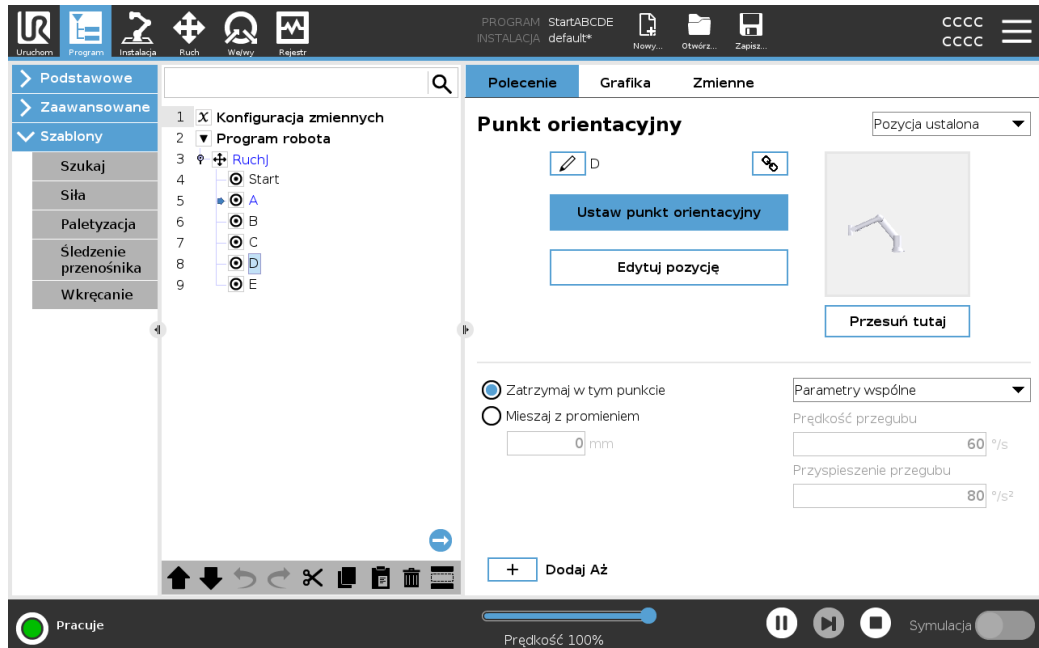 UR
PROGRAM StartABCDE
INSTALACJA default*
CCCC
CCCC
Uruchom Program Instalacja Ruch We/wy Rejestr Nowy... Otwórz... Zapisz...
Podstawowe
Zaawansowane
Szablony
Szukaj
Siła
Paletyzacja
Śledzenie
przenośnika
Wkręcanie
1 X Konfiguracja zmiennych
2 Program robota
3 RuchJ
4 Start
5 A
6 B
7 C
8 D
9 E
Polecenie Grafika Zmienne
Punkt orientacyjny
Pozycja ustalona
D
Ustaw punkt orientacyjny
Edytuj pozycję
Przesuń tutaj
Zatrzymaj w tym punkcie
Mieszaj z promieniem
0 mm
Parametry wspólne
Prędkość przegubu
60 °/s
Przyspieszenie przegubu
80 °/s²
+ Dodaj Aż
Pracuje
Prędkość 100%
Symulacja